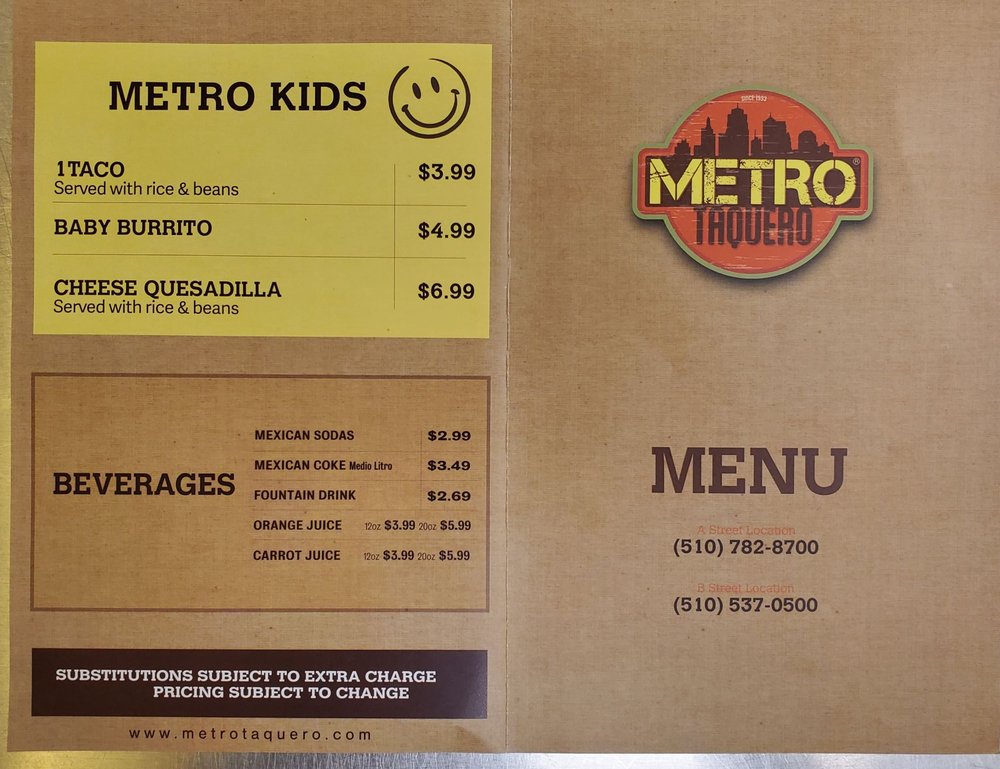 METRO KIDS
1 TACO $3.99
Served with rice & beans
BABY BURRITO $4.99
CHEESE QUESADILLA $6.99
Served with rice & beans
BEVERAGES
MEXICAN SODAS $2.99
MEXICAN COKE Medio Litro $3.49
FOUNTAIN DRINK $2.69
ORANGE JUICE 12oz $3.99 20oz $5.99
CARROT JUICE 12oz $3.99 20oz $5.99
SUBSTITUTIONS SUBJECT TO EXTRA CHARGE
PRICING SUBJECT TO CHANGE
www.metrotaquero.com
METRO®
TAQUERO
MENU
A Street Location
(510) 782-8700
B Street Location
(510) 537-0500